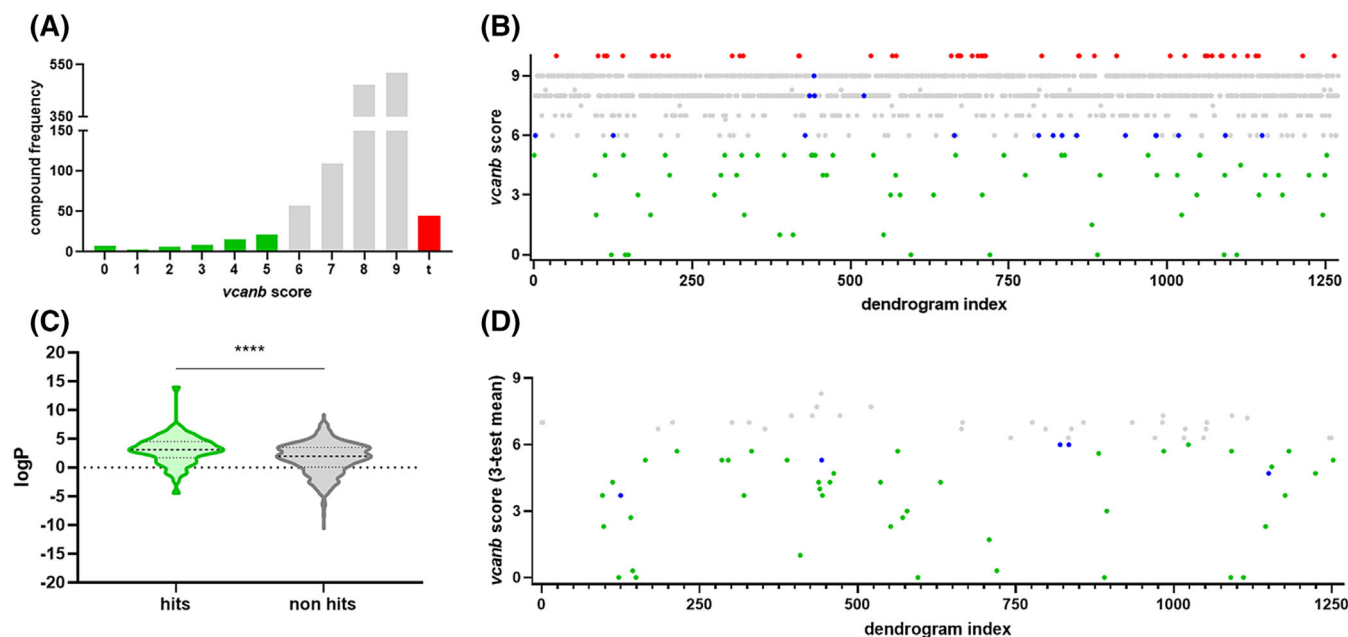 (A)
550
350
150
100
50
0
compound frequency
0 1 2 3 4 5 6 7 8 9 t
vcanb score
(B)
9
6
3
0
vcanb score
0 250 500 750 1000 1250
dendrogram index
(C)
20
15
10
5
0
-5
-10
-15
-20
logP
****
hits non hits
(D)
9
6
3
0
vcanb score (3-test mean)
0 250 500 750 1000 1250
dendrogram index